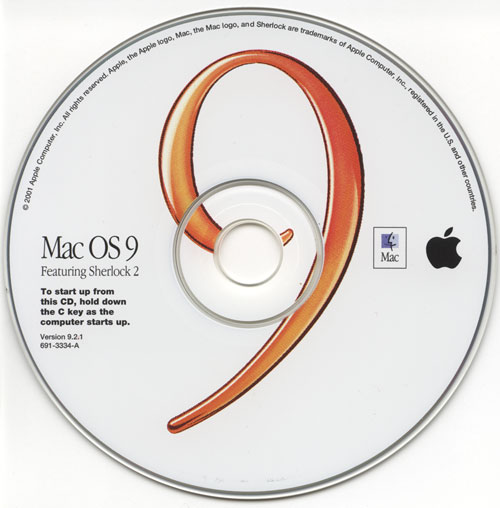 © 2001 Apple Computer, Inc. All rights reserved. Apple, the Apple logo, Mac, the Mac logo, and Sherlock are trademarks of Apple Computer, Inc., registered in the U.S. and other countries.
9
Mac OS 9
Featuring Sherlock 2
To start up from
this CD, hold down
the C key as the
computer starts up.
Version 9.2.1
691-3334-A
Mac